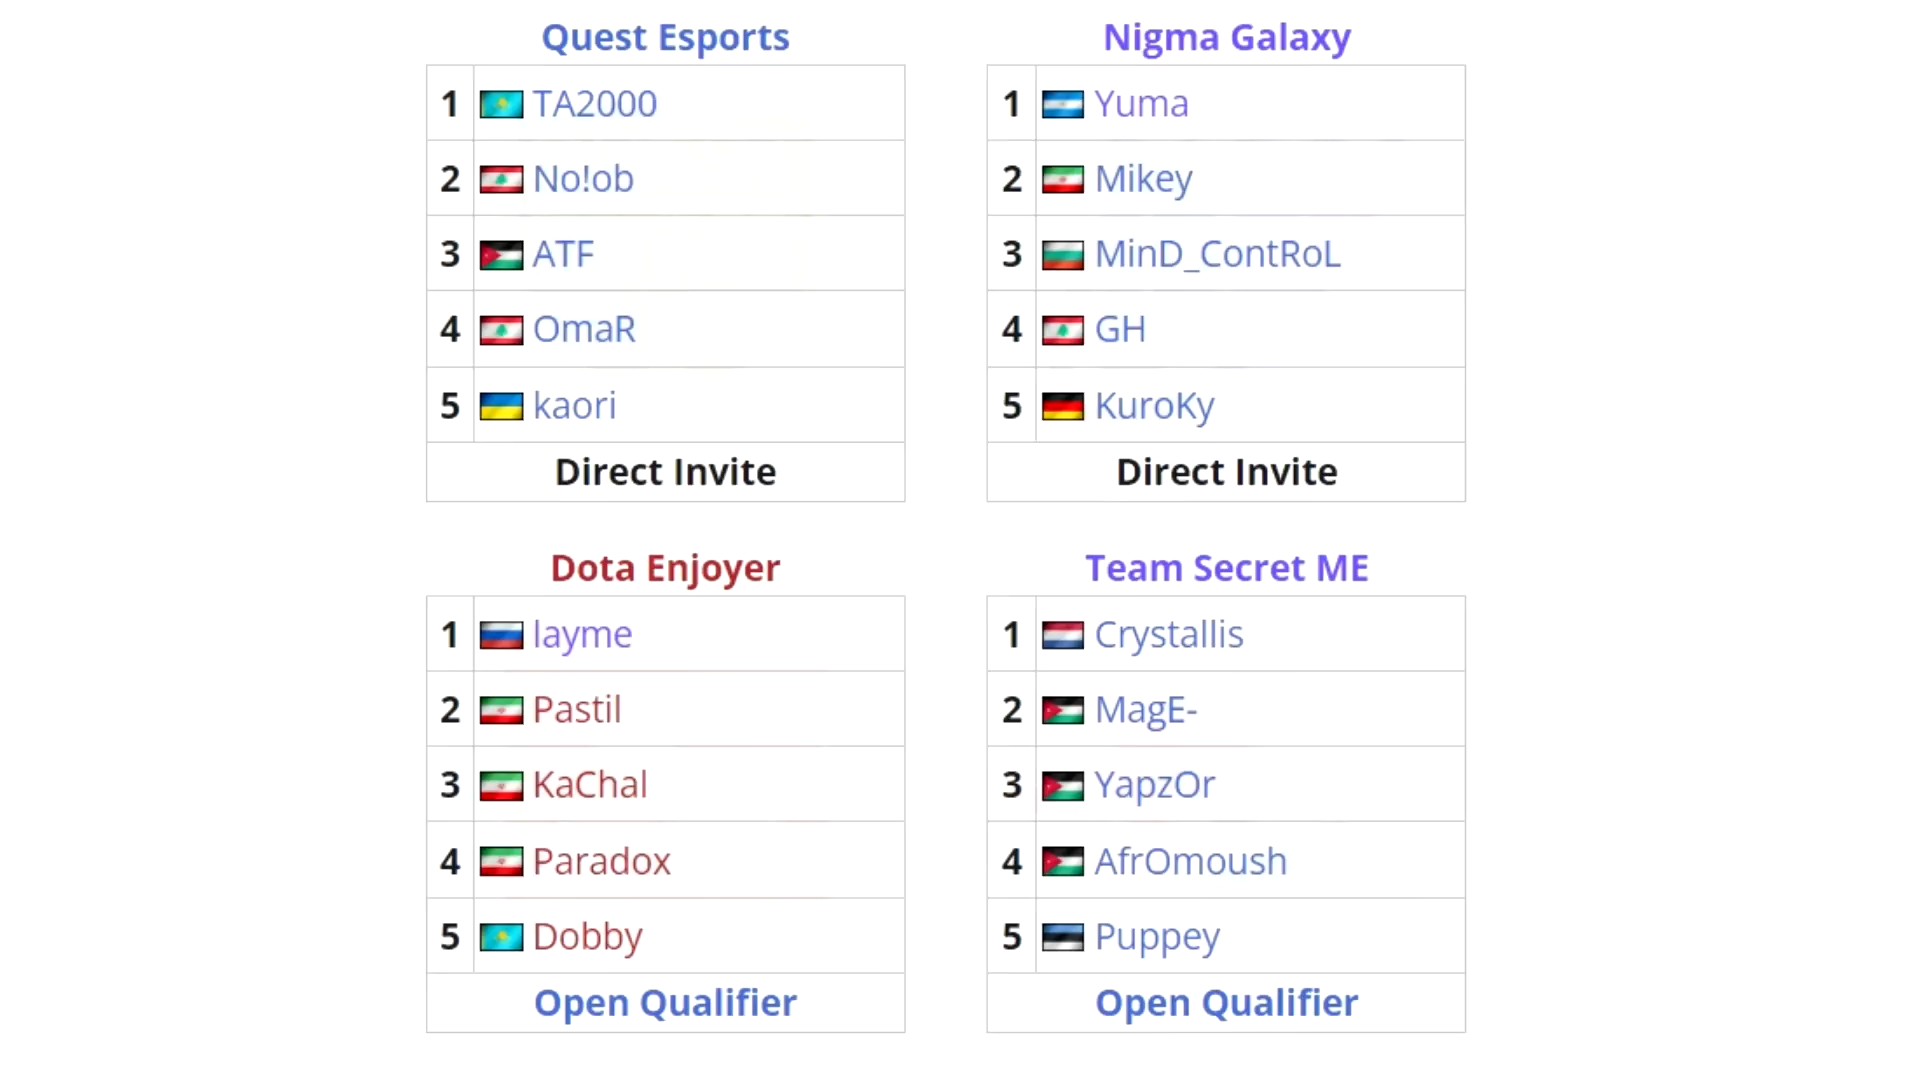 Quest Esports
1 TA2000
2 No!ob
3 ATF
4 OmaR
5 kaori
Direct Invite
Nigma Galaxy
1 Yuma
2 Mikey
3 MinD_ContRoL
4 GH
5 KuroKy
Direct Invite
Dota Enjoyer
1 layme
2 Pastil
3 KaChal
4 Paradox
5 Dobby
Open Qualifier
Team Secret ME
1 Crystallis
2 MagE-
3 YapzOr
4 AfrOmoush
5 Puppey
Open Qualifier